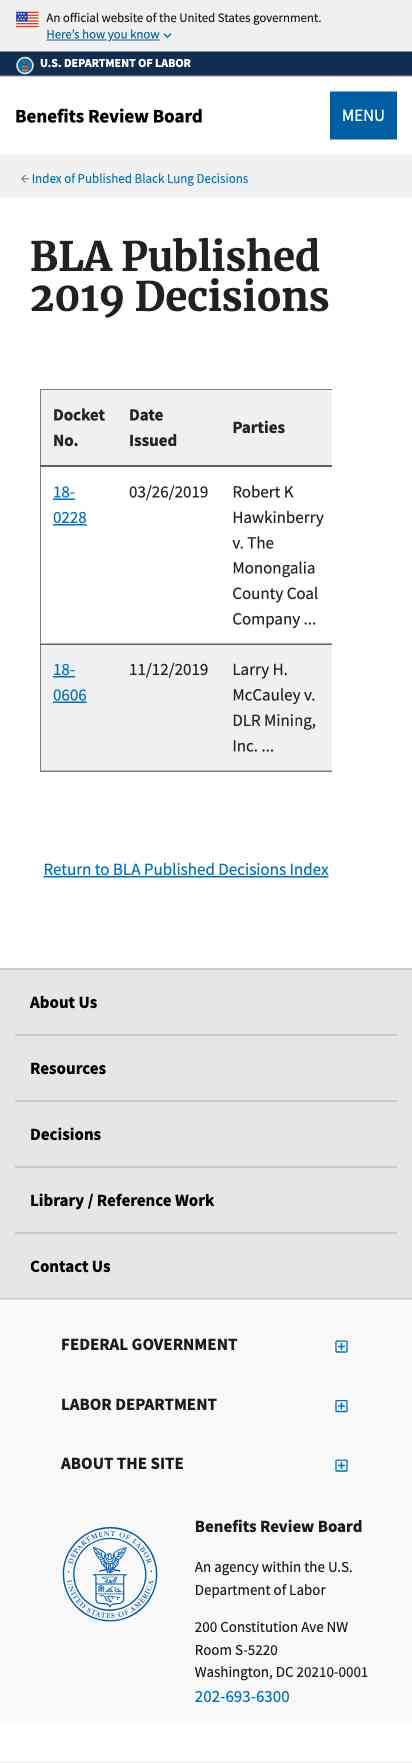 An official website of the United States government.
Here's how you know
U.S. DEPARTMENT OF LABOR
Benefits Review Board
MENU
← Index of Published Black Lung Decisions
BLA Published
2019 Decisions
Docket No. Date Issued Parties
18-0228 03/26/2019 Robert K
Hawkinberry
v. The
Monongalia
County Coal
Company ...
18-0606 11/12/2019 Larry H.
McCauley v.
DLR Mining,
Inc. ...
Return to BLA Published Decisions Index
About Us
Resources
Decisions
Library / Reference Work
Contact Us
FEDERAL GOVERNMENT
LABOR DEPARTMENT
ABOUT THE SITE
DEPARTMENT OF LABOR
UNITED STATES OF AMERICA
Benefits Review Board
An agency within the U.S.
Department of Labor
200 Constitution Ave NW
Room S-5220
Washington, DC 20210-0001
202-693-6300